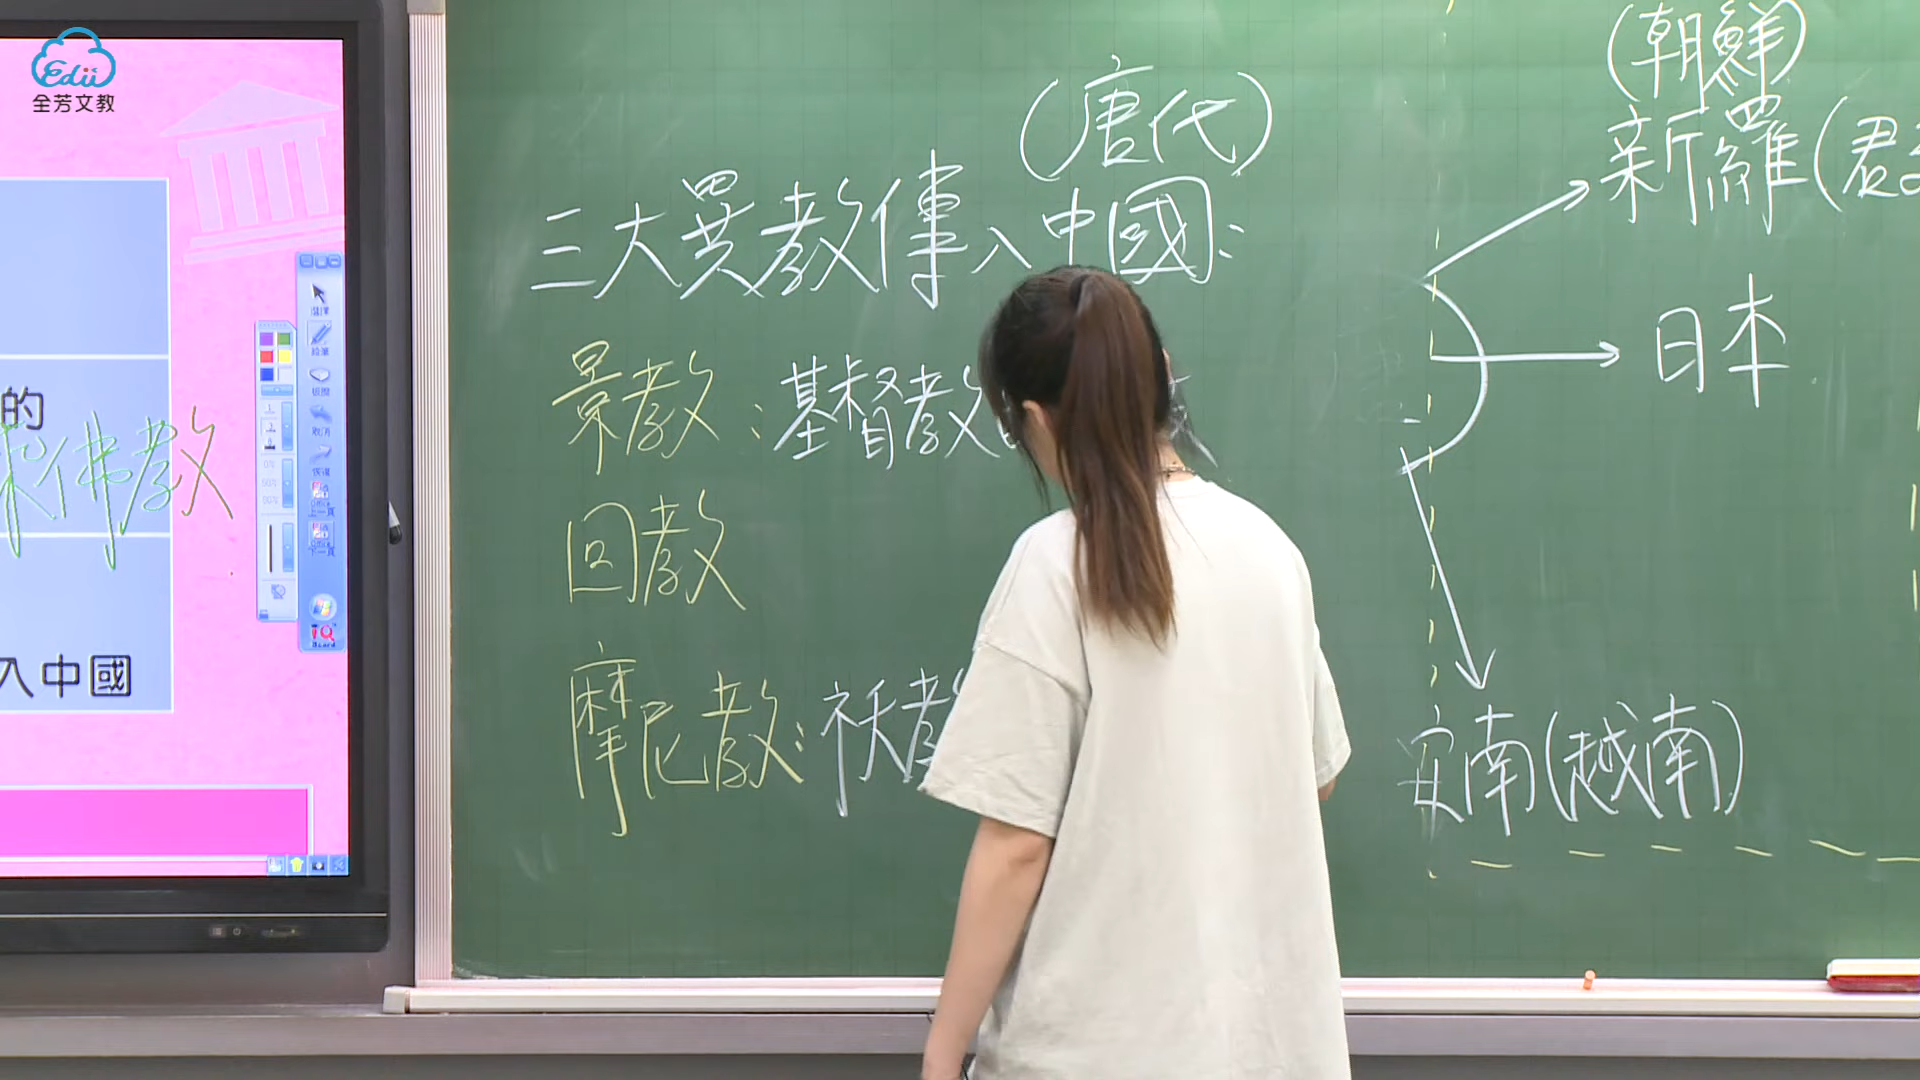 Edii
全芳文教
的
佛教
入中國
(唐代)
三大異教傳入中國：
景教：基督教
回教
摩尼教：祆教
(朝鮮)
新羅(君
日本
安南(越南)